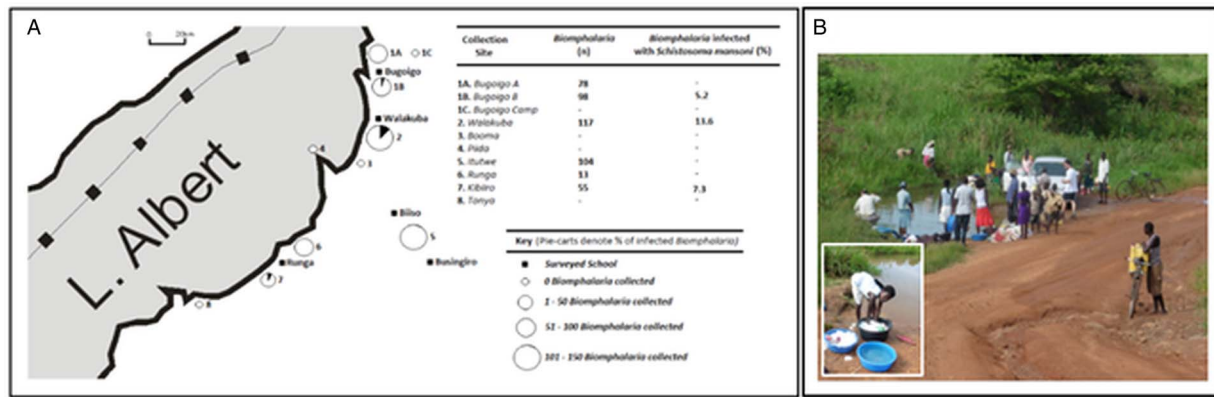 A
0 20km
1A
1C
Bugoigo
1B
Walakuba
2
4
3
L. Albert
Biiso
5
6
Busingiro
Runga
7
8
Collection Site
Biomphalaria (n)
Biomphalaria infected with Schistosoma mansoni (%)
1A. Bugoigo A 78 -
1B. Bugoigo B 98 5.2
1C. Bugoigo Camp - -
2. Walakuba 117 13.6
3. Booma - -
4. Piida - -
5. Itutwe 104 -
6. Runga 13 -
7. Kibiro 55 7.3
8. Tonya - -
Key (Pie-carts denote % of infected Biomphalaria)
Surveyed School
0 Biomphalaria collected
1 - 50 Biomphalaria collected
51 - 100 Biomphalaria collected
101 - 150 Biomphalaria collected
B